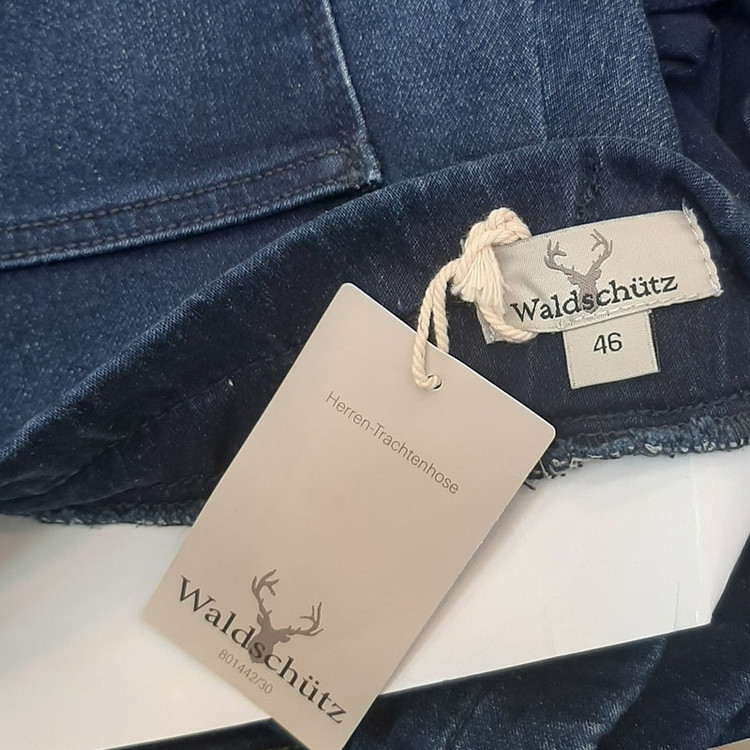 Waldschütz
46
Herren-Trachtenhose
Waldschütz
801442/30